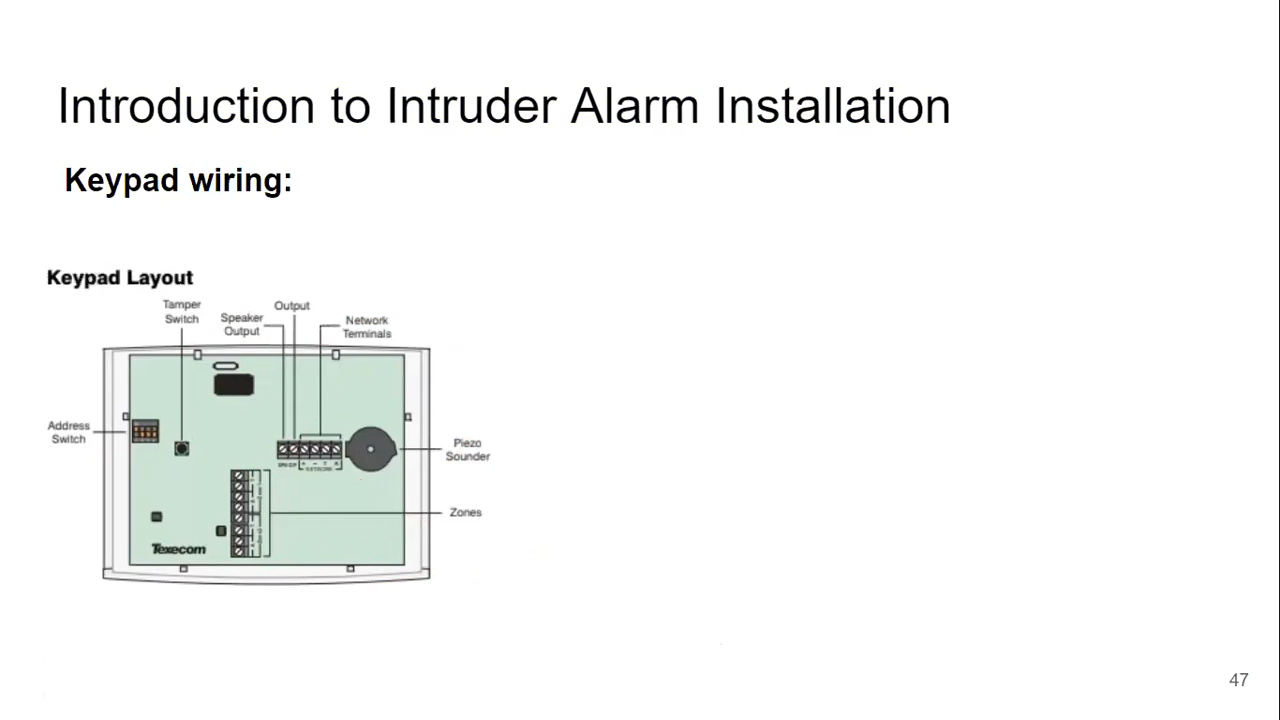 Introduction to Intruder Alarm Installation
Keypad wiring:
Keypad Layout
Tamper
Switch
Speaker
Output
Output
Network
Terminals
Address
Switch
Piezo
Sounder
NETWORK
Zones
Texecom
47